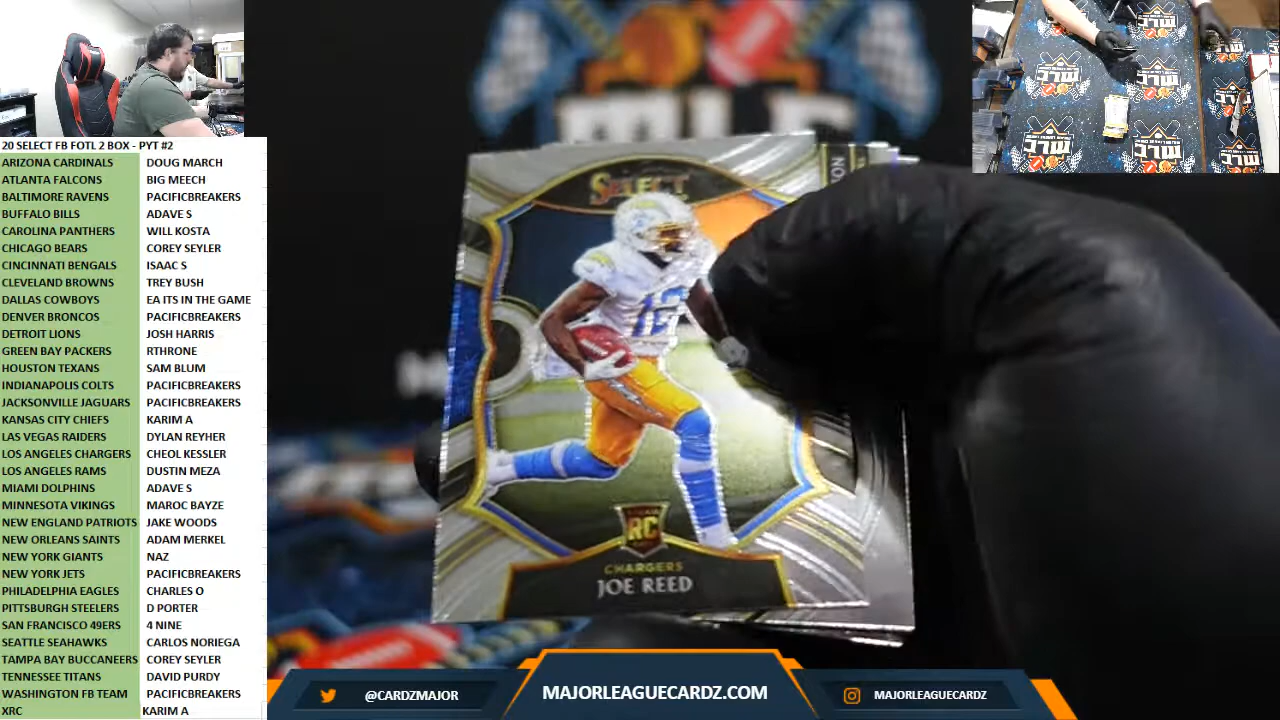 20 SELECT FB FOTL 2 BOX - PYT #2
ARIZONA CARDINALS DOUG MARCH
ATLANTA FALCONS BIG MEECH
BALTIMORE RAVENS PACIFICBREAKERS
BUFFALO BILLS ADAVE S
CAROLINA PANTHERS WILL KOSTA
CHICAGO BEARS COREY SEYLER
CINCINNATI BENGALS ISAAC S
CLEVELAND BROWNS TREY BUSH
DALLAS COWBOYS EA ITS IN THE GAME
DENVER BRONCOS PACIFICBREAKERS
DETROIT LIONS JOSH HARRIS
GREEN BAY PACKERS RTHRONE
HOUSTON TEXANS SAM BLUM
INDIANAPOLIS COLTS PACIFICBREAKERS
JACKSONVILLE JAGUARS PACIFICBREAKERS
KANSAS CITY CHIEFS KARIM A
LAS VEGAS RAIDERS DYLAN REYHER
LOS ANGELES CHARGERS CHEOL KESSLER
LOS ANGELES RAMS DUSTIN MEZA
MIAMI DOLPHINS ADAVE S
MINNESOTA VIKINGS MAROC BAYZE
NEW ENGLAND PATRIOTS JAKE WOODS
NEW ORLEANS SAINTS ADAM MERKEL
NEW YORK GIANTS NAZ
NEW YORK JETS PACIFICBREAKERS
PHILADELPHIA EAGLES CHARLES O
PITTSBURGH STEELERS D PORTER
SAN FRANCISCO 49ERS 4 NINE
SEATTLE SEAHAWKS CARLOS NORIEGA
TAMPA BAY BUCCANEERS COREY SEYLER
TENNESSEE TITANS DAVID PURDY
WASHINGTON FB TEAM PACIFICBREAKERS
XRC KARIM A
SELECT
12
RC
CHARGERS
JOE REED
@CARDZMAJOR
MAJORLEAGUECARDZ.COM
MAJORLEAGUECARDZ